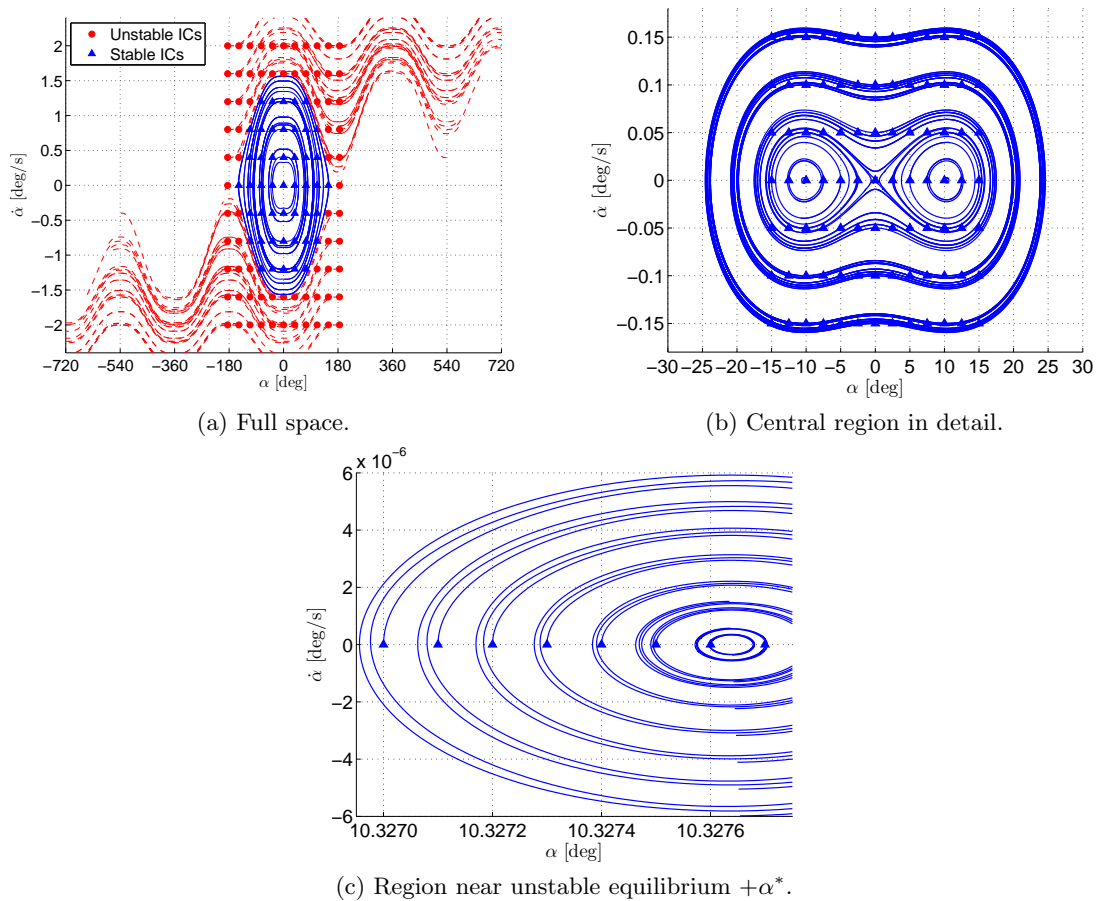 Unstable ICs
Stable ICs
2
1.5
1
0.5
0
−0.5
−1
−1.5
−2
α̇ [deg/s]
−720 −540 −360 −180 0 180 360 540 720
α [deg]
(a) Full space.
0.15
0.1
0.05
0
−0.05
−0.1
−0.15
α̇ [deg/s]
−30 −25 −20 −15 −10 −5 0 5 10 15 20 25 30
α [deg]
(b) Central region in detail.
x 10⁻⁶
6
4
2
0
−2
−4
−6
α̇ [deg/s]
10.3270 10.3272 10.3274 10.3276
α [deg]
(c) Region near unstable equilibrium +α*.